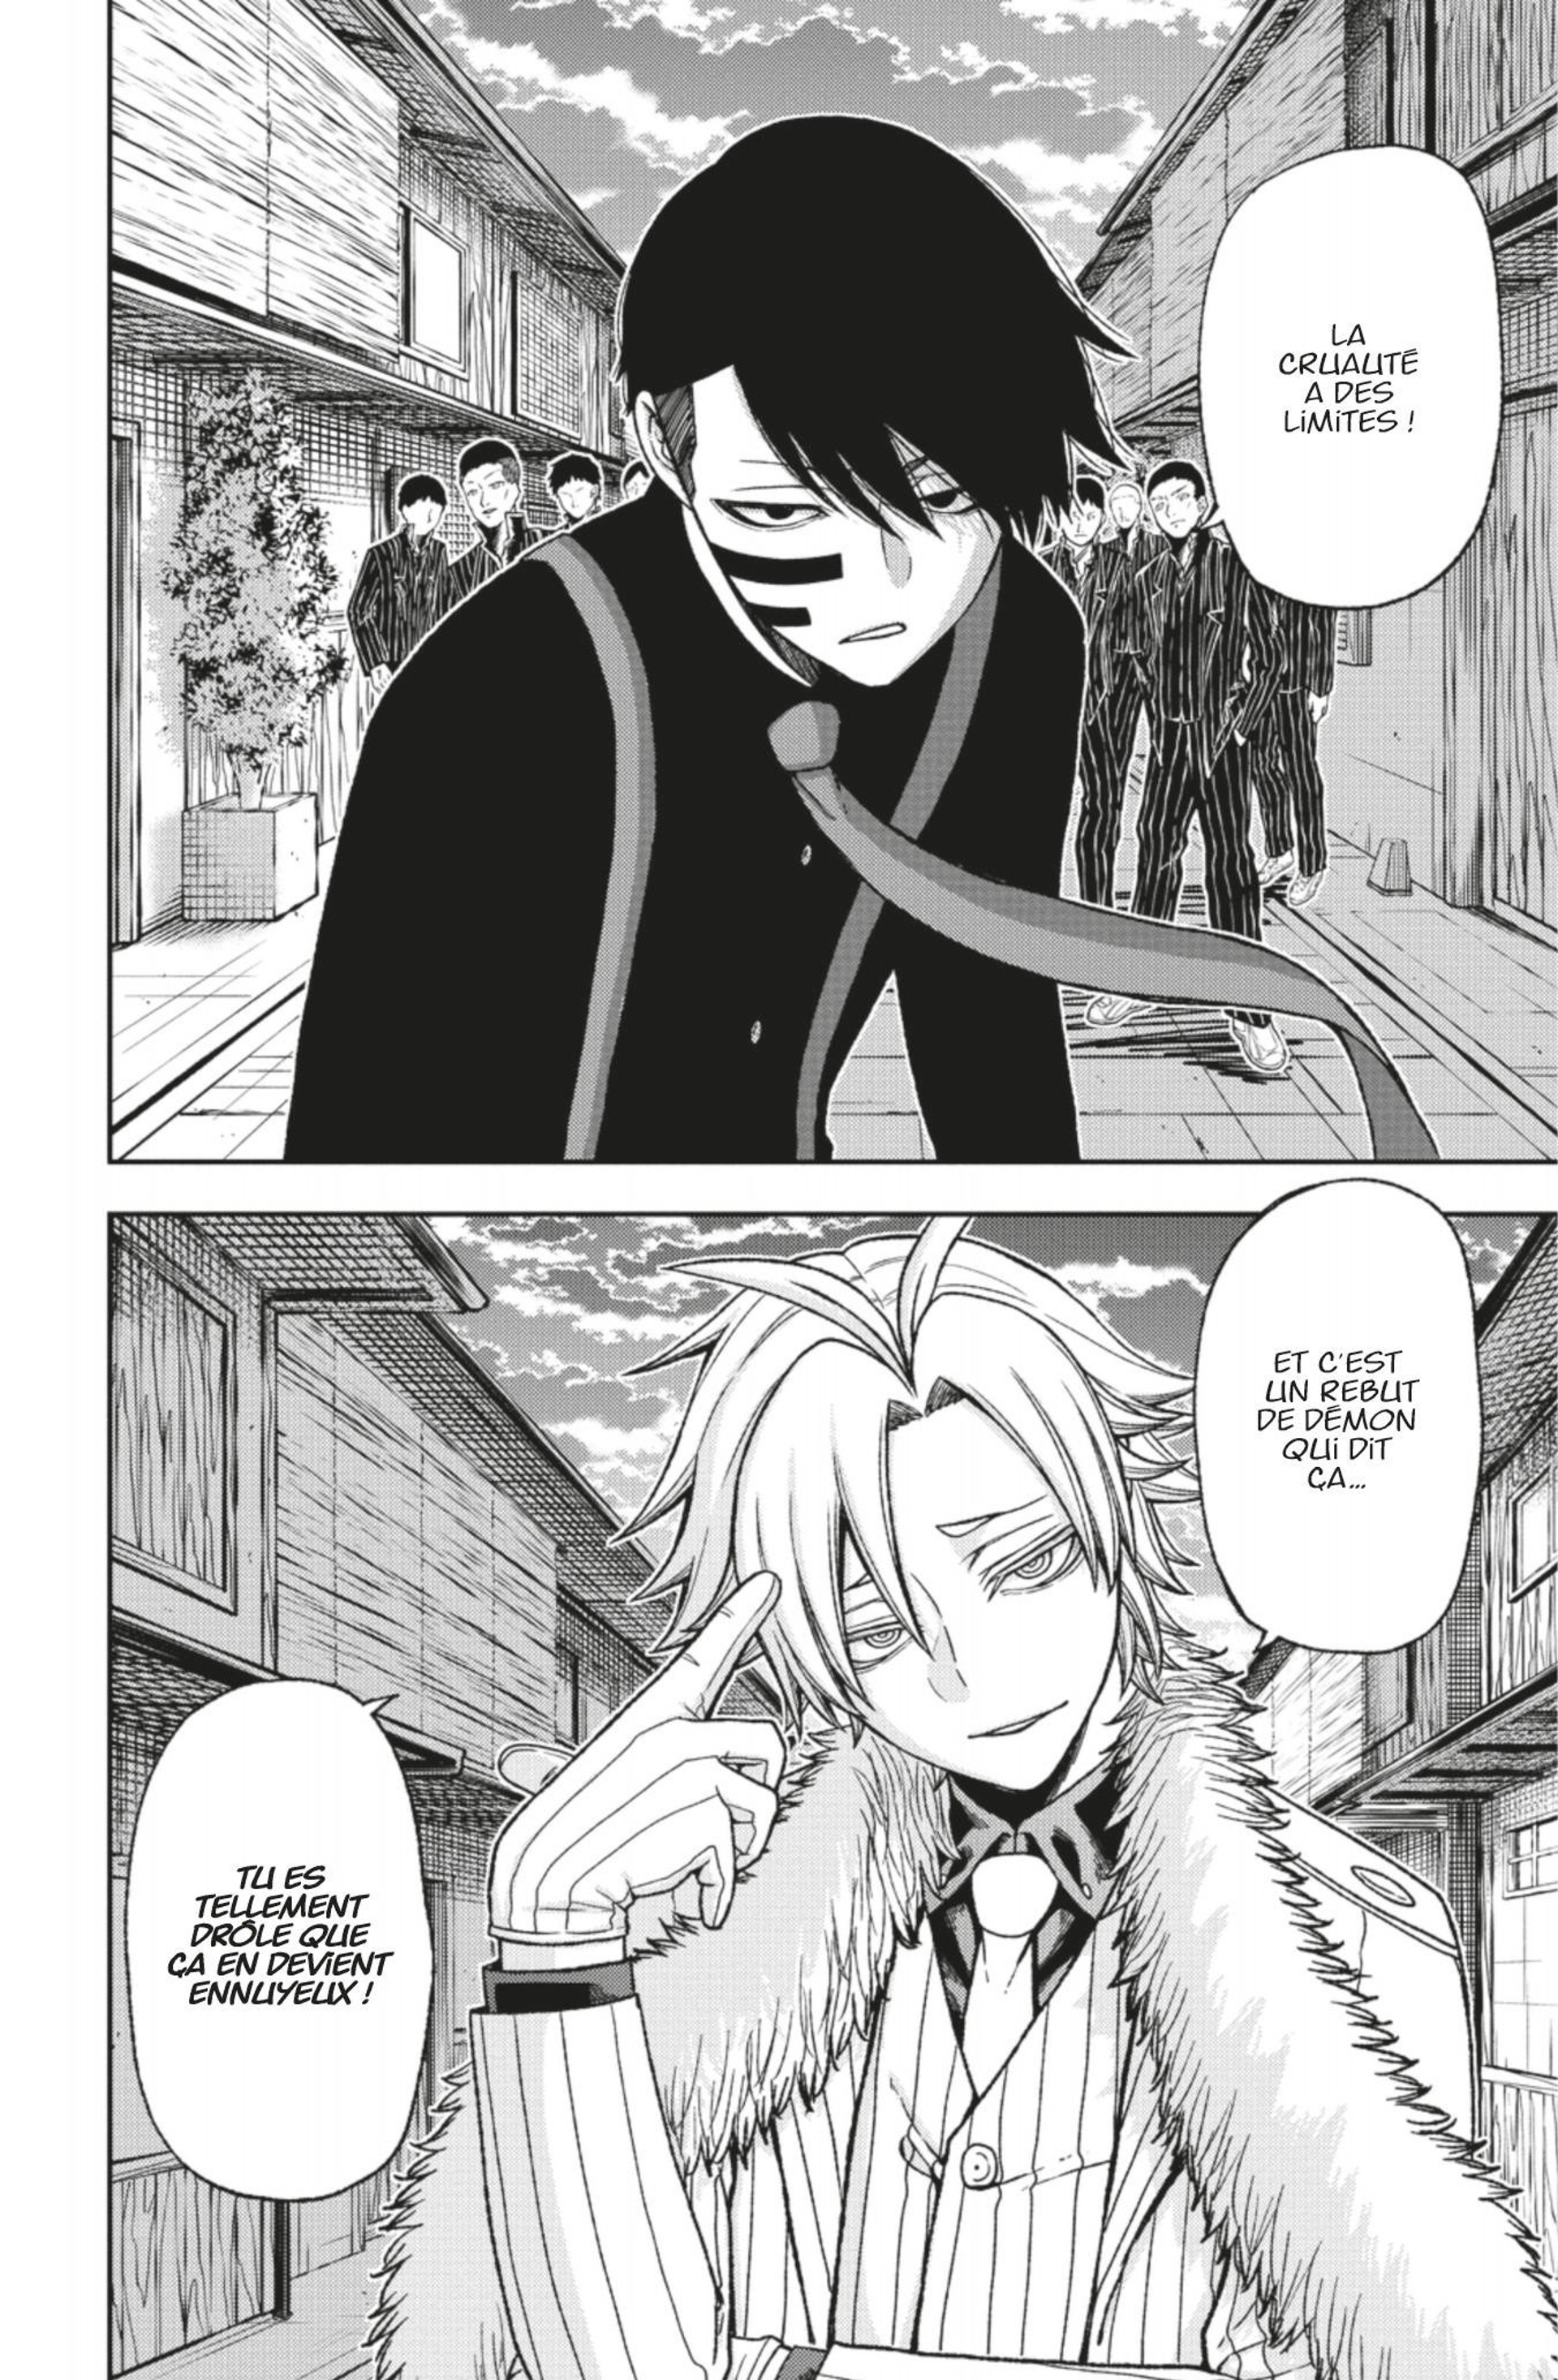 LA
CRUAUTÉ
A DES
LIMITES !
ET C'EST
UN REBUT
DE DÉMON
QUI DIT
ÇA...
TU ES
TELLEMENT
DRÔLE QUE
ÇA EN DEVIENT
ENNUYEUX !